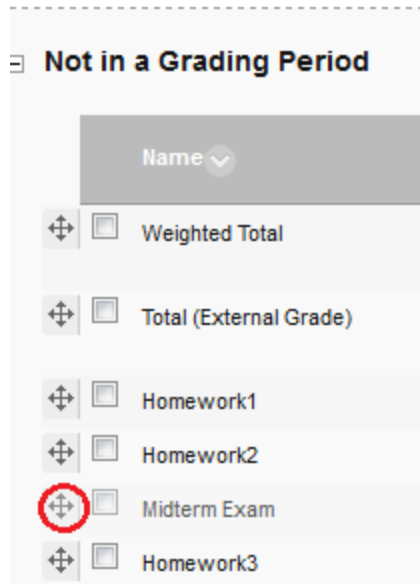 Not in a Grading Period
Name
Weighted Total
Total (External Grade)
Homework1
Homework2
Midterm Exam
Homework3